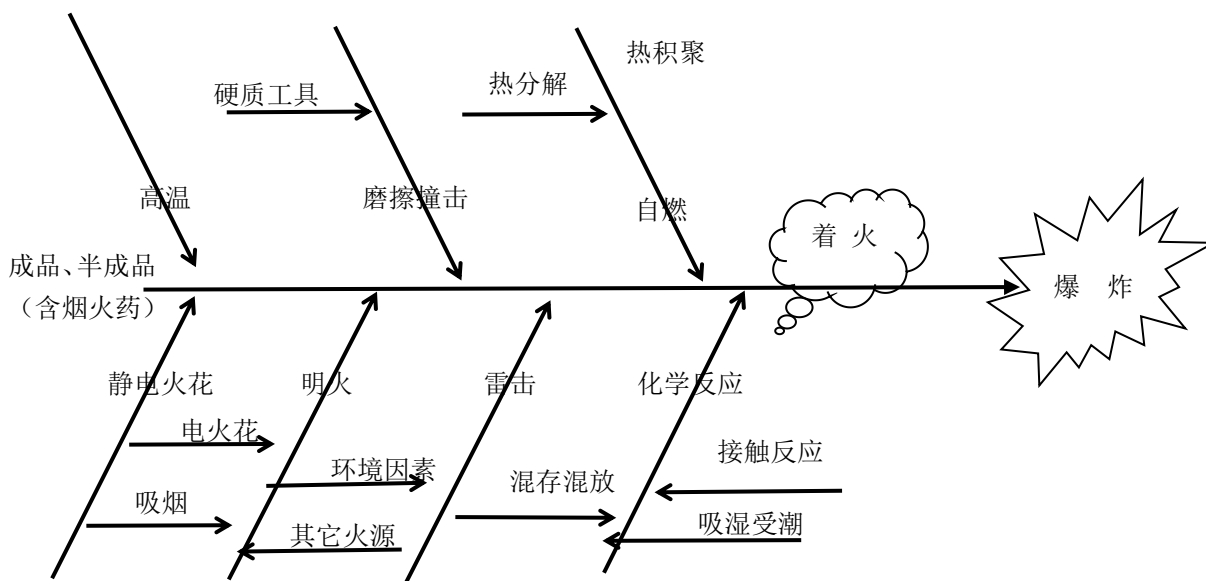 热积聚
热分解
硬质工具
高温
磨擦撞击
自燃
着 火
成品、半成品
（含烟火药）
爆 炸
静电火花
明火
雷击
化学反应
电火花
接触反应
环境因素
混存混放
吸烟
吸湿受潮
其它火源